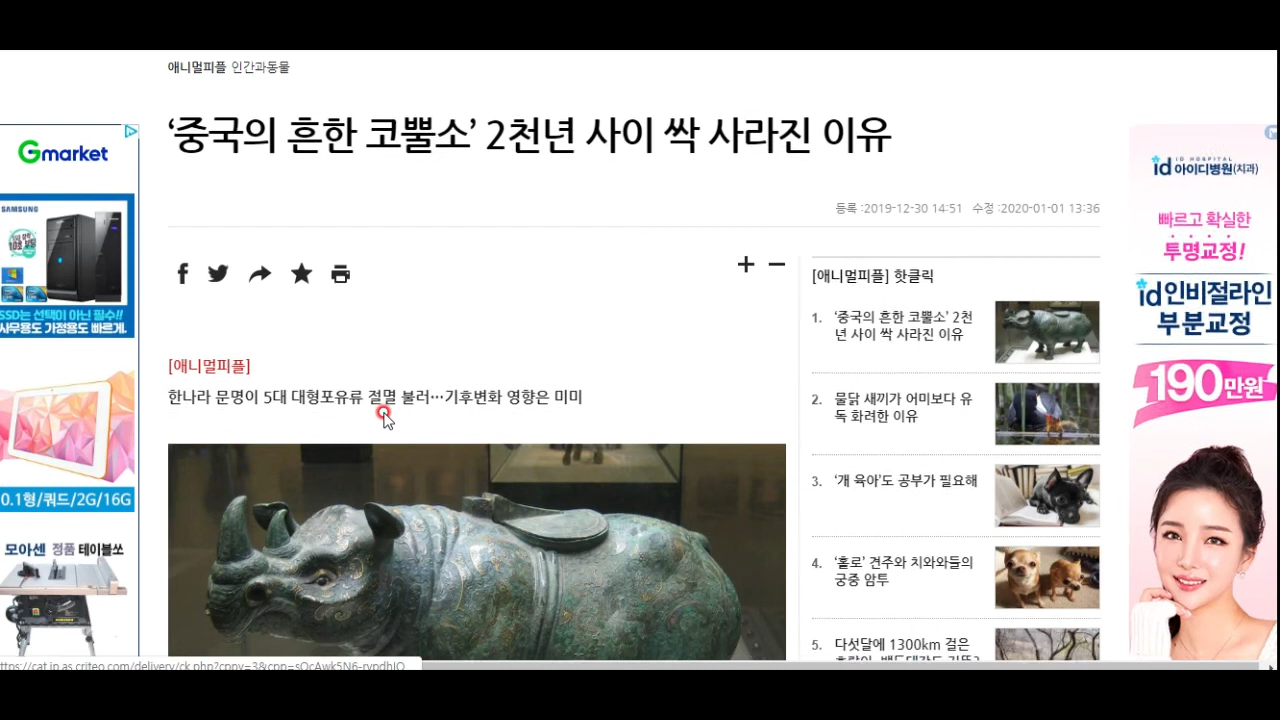 애니멀피플 인간과동물
‘중국의 흔한 코뿔소’ 2천년 사이 싹 사라진 이유
등록 :2019-12-30 14:51 수정 :2020-01-01 13:36
[애니멀피플]
한나라 문명이 5대 대형포유류 절멸 불러…기후변화 영향은 미미
[애니멀피플] 핫클릭
1. ‘중국의 흔한 코뿔소’ 2천
년 사이 싹 사라진 이유
2. 물닭 새끼가 어미보다 유
독 화려한 이유
3. ‘개 육아’도 공부가 필요해
4. ‘홀로’ 견주와 치와와들의
궁중 암투
5. 다섯달에 1300km 걸은
Gmarket
SAMSUNG
SSD는 선택이 아닌 필수!!
사무용도 가정용도 빠르게.
0.1형/쿼드/2G/16G
모아센 정품 테이블쏘
id HOSPITAL
아이디병원(치과)
빠르고 확실한
투명교정!
id인비절라인
부분교정
190만원